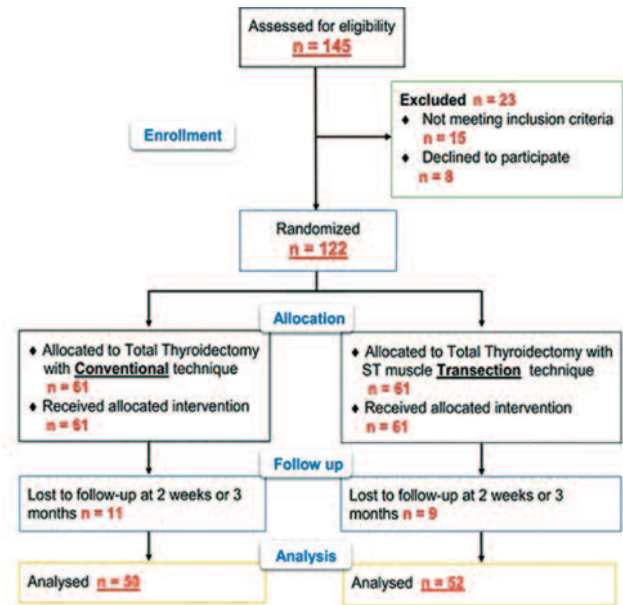 Assessed for eligibility
n = 145
Excluded n = 23
♦ Not meeting inclusion criteria
n = 15
♦ Declined to participate
n = 8
Enrollment
Randomized
n = 122
Allocation
♦ Allocated to Total Thyroidectomy
with Conventional technique
n = 61
♦ Received allocated intervention
n = 61
♦ Allocated to Total Thyroidectomy with
ST muscle Transection technique
n = 61
♦ Received allocated intervention
n = 61
Follow up
Lost to follow-up at 2 weeks or 3
months n = 11
Lost to follow-up at 2 weeks or 3
months n = 9
Analysis
Analysed n = 50
Analysed n = 52